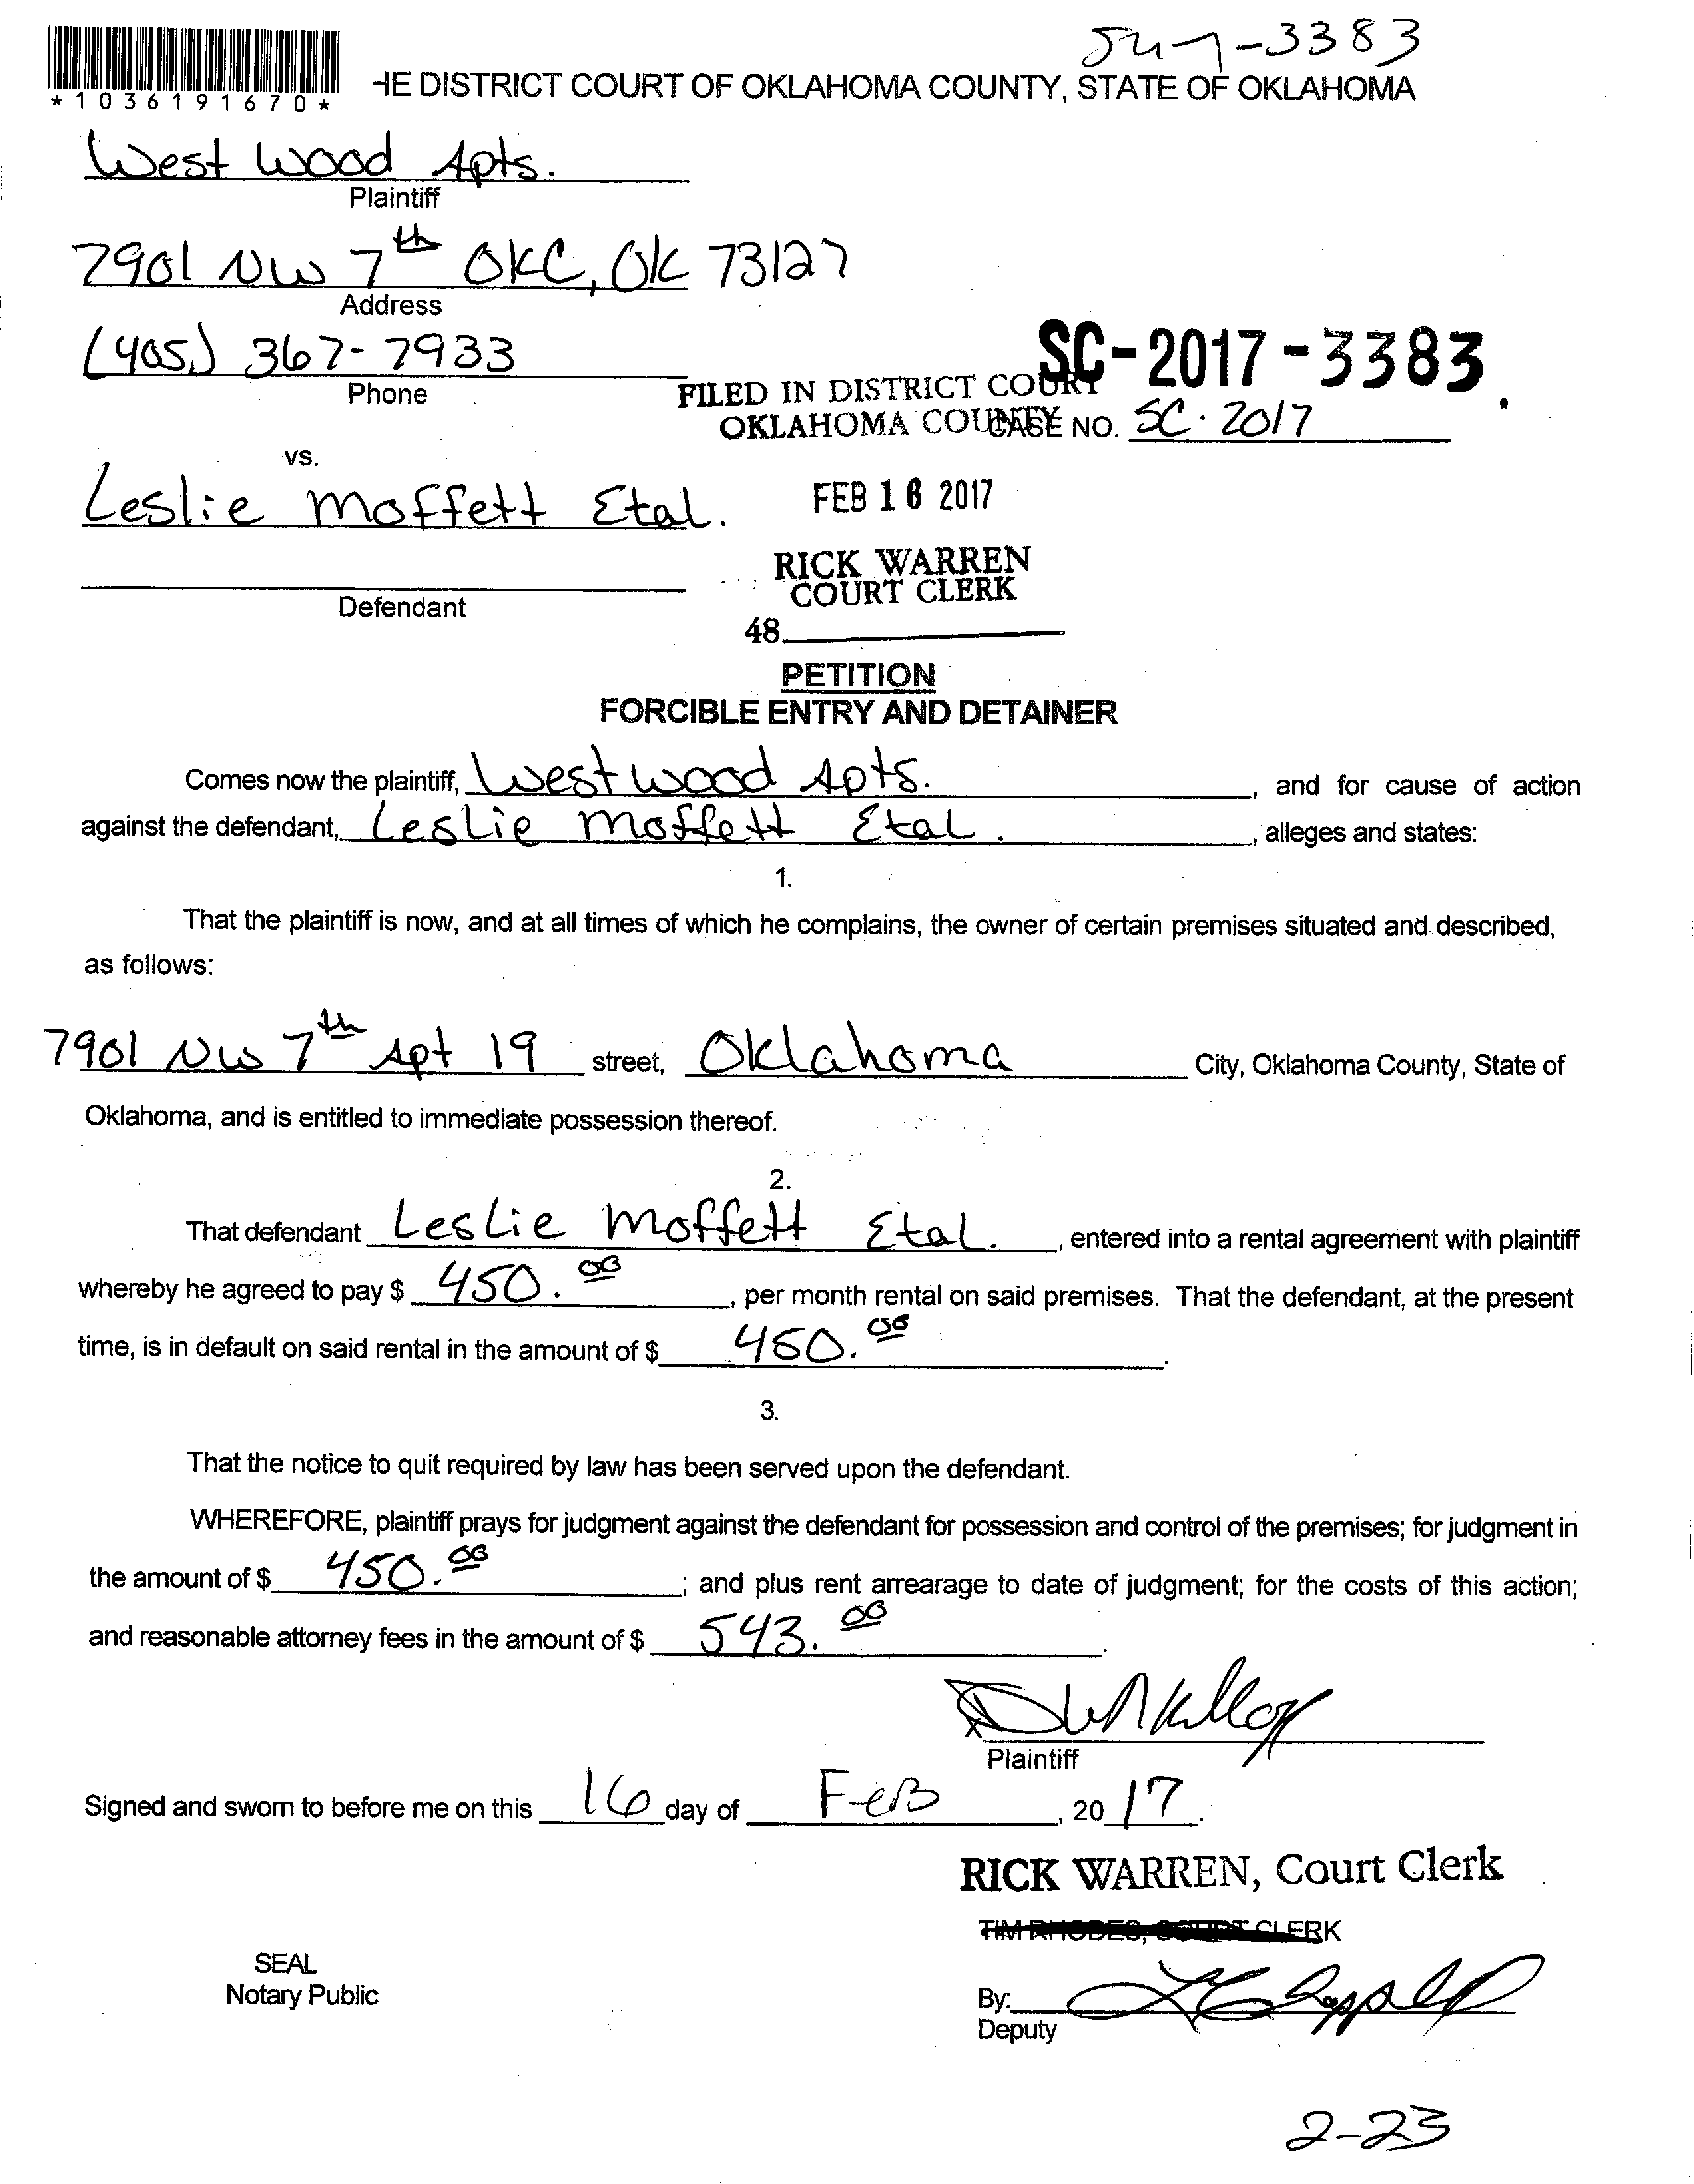 -3383
*1036191670*
HE DISTRICT COURT OF OKLAHOMA COUNTY, STATE OF OKLAHOMA
West Wood Apts.
Plaintiff
7901 NW 7th OKC, OK 73127
Address
(405) 367-7933
Phone
SC-2017-3383
FILED IN DISTRICT COURT
OKLAHOMA COUNTY
CASE NO. SC. 2017
vs.
Leslie Moffett Etal.
FEB 16 2017
RICK WARREN
COURT CLERK
Defendant
48
PETITION
FORCIBLE ENTRY AND DETAINER
Comes now the plaintiff, West wood Apts. , and for cause of action
against the defendant, Leslie Moffett Etal. , alleges and states:
1.
That the plaintiff is now, and at all times of which he complains, the owner of certain premises situated and described,
as follows:
7901 NW 7th Apt 19 street, Oklahoma City, Oklahoma County, State of
Oklahoma, and is entitled to immediate possession thereof.
2.
That defendant Leslie Moffett Etal. , entered into a rental agreement with plaintiff
whereby he agreed to pay $ 450.00 , per month rental on said premises. That the defendant, at the present
time, is in default on said rental in the amount of $ 450.00 .
3.
That the notice to quit required by law has been served upon the defendant.
WHEREFORE, plaintiff prays for judgment against the defendant for possession and control of the premises; for judgment in
the amount of $ 450.00 ; and plus rent arrearage to date of judgment; for the costs of this action;
and reasonable attorney fees in the amount of $ 543.00 .
Plaintiff
Signed and sworn to before me on this 16 day of Feb , 20 17.
RICK WARREN, Court Clerk
TIM RHODES, COURT CLERK
SEAL
Notary Public
By:
Deputy
2-23